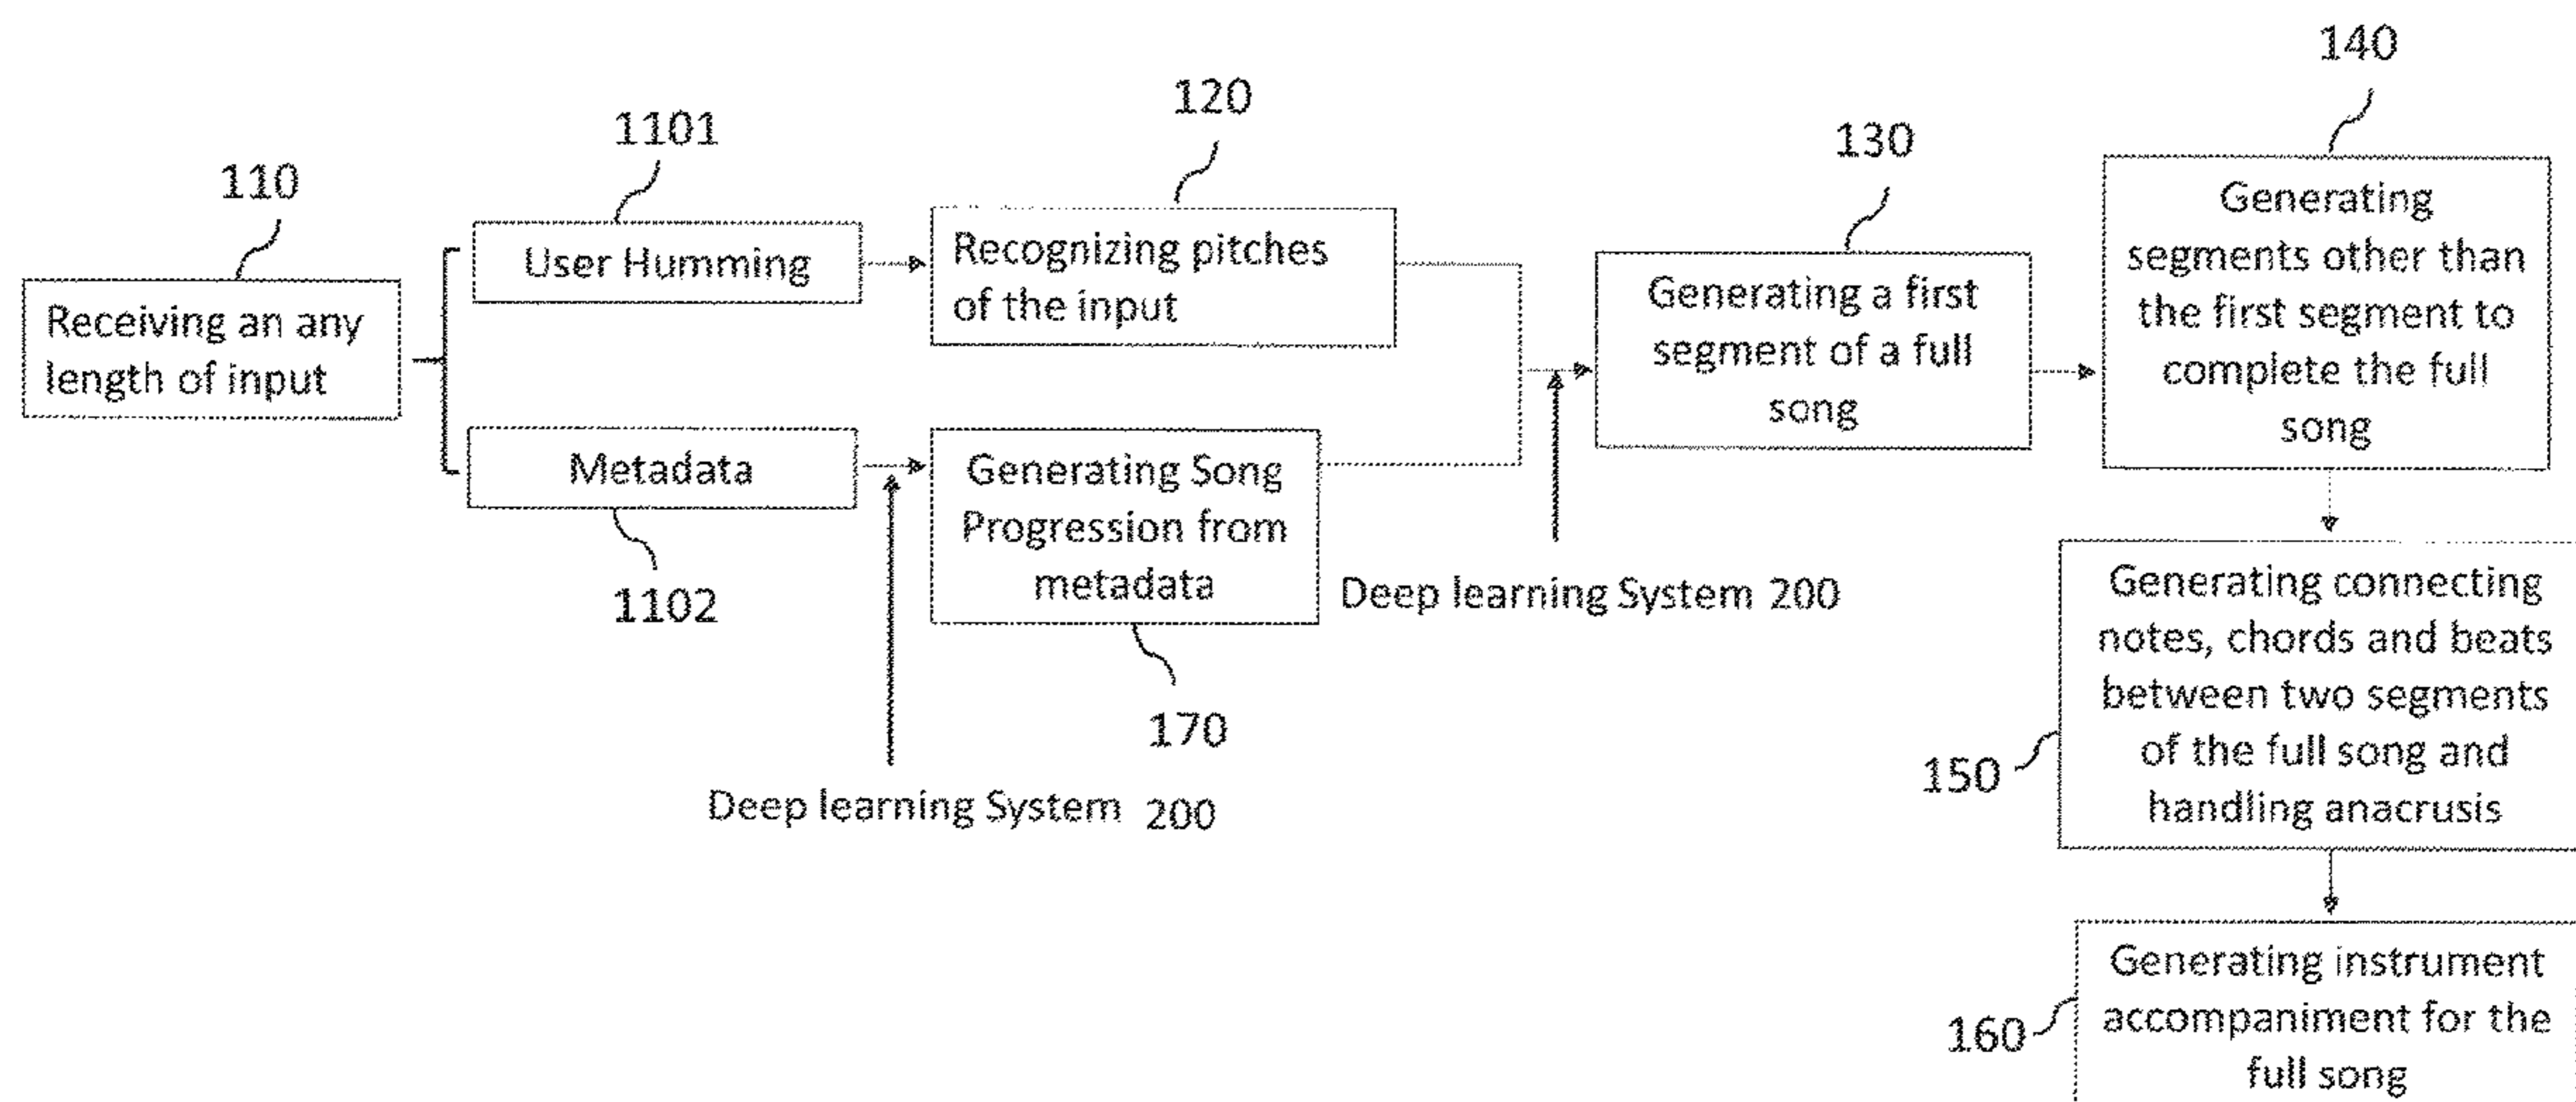 110
Receiving an any
length of input
1101
User Humming
Metadata
1102
120
Recognizing pitches
of the input
Generating Song
Progression from
metadata
170
Deep learning System 200
Deep learning System 200
130
Generating a first
segment of a full
song
140
Generating
segments other than
the first segment to
complete the full
song
Generating connecting
notes, chords and beats
between two segments
of the full song and
handling anacrusis
150
Generating instrument
accompaniment for the
full song
160